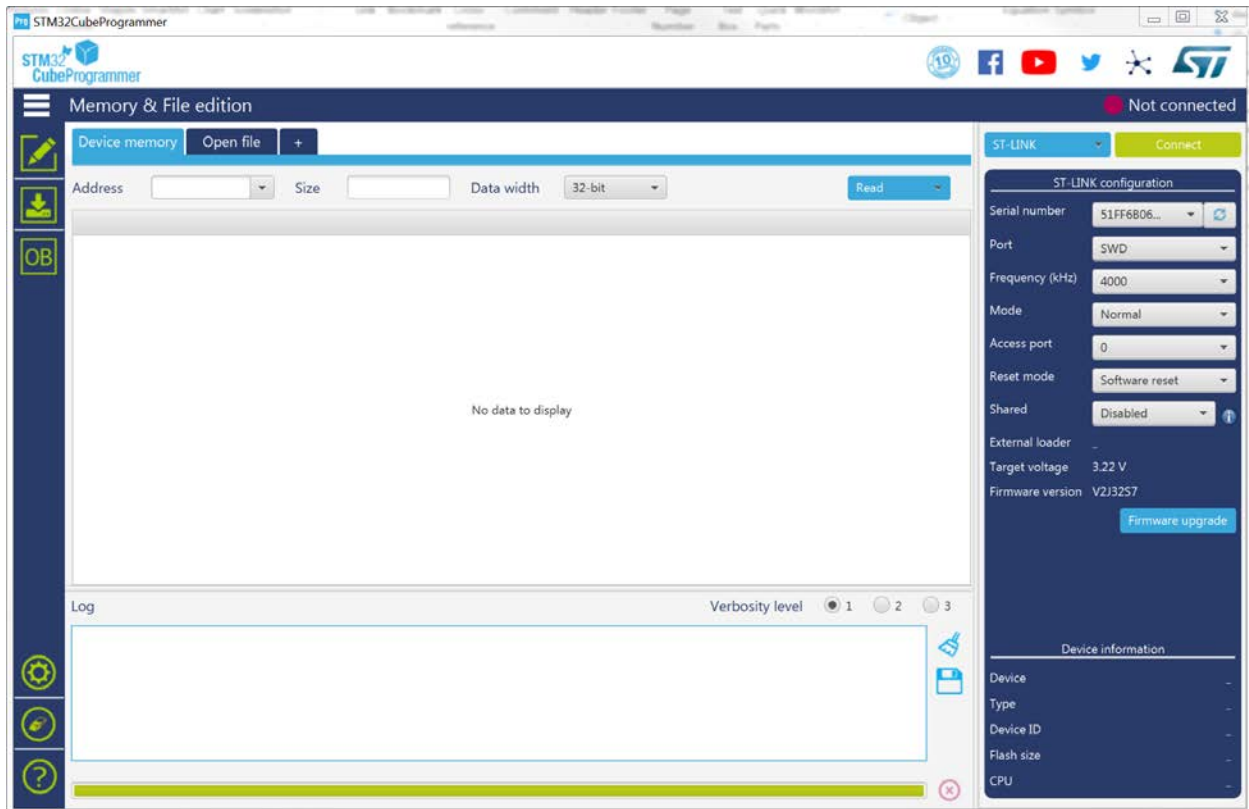 STM32CubeProgrammer
STM32
CubeProgrammer
10
Memory & File edition
Not connected
Device memory Open file +
ST-LINK Connect
Address Size Data width 32-bit Read
ST-LINK configuration
Serial number 51FF6B06...
Port SWD
OB
Frequency (kHz) 4000
Mode Normal
Access port 0
Reset mode Software reset
No data to display
Shared Disabled
External loader _
Target voltage 3.22 V
Firmware version V2J32S7
Firmware upgrade
Log Verbosity level 1 2 3
Device information
Device _
Type _
Device ID _
Flash size _
CPU _